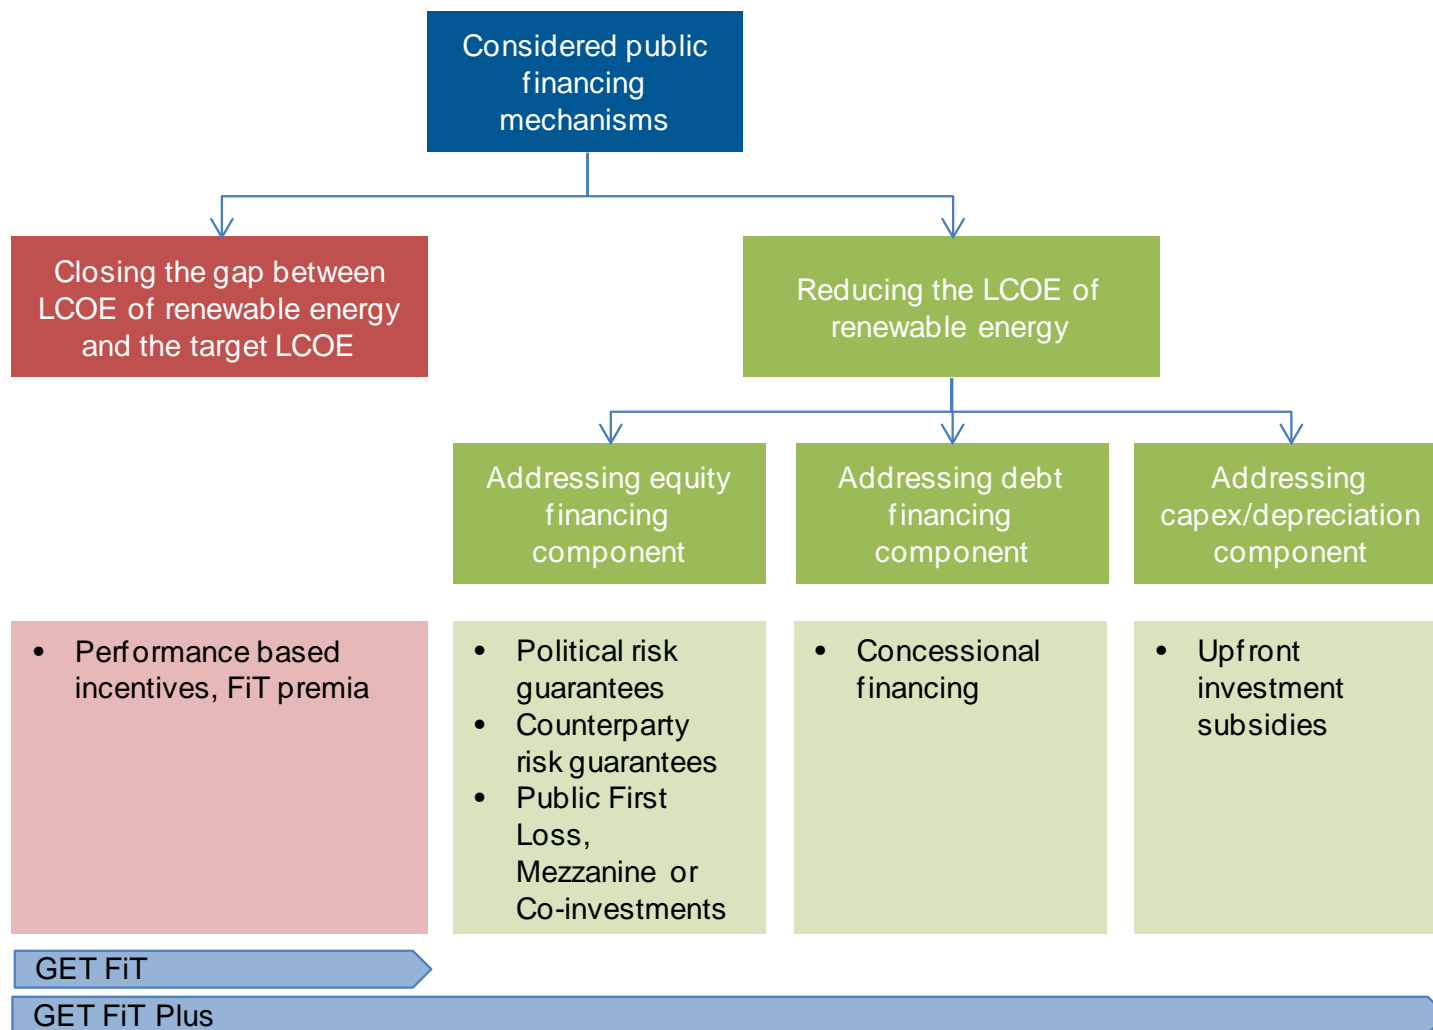 Considered public
financing
mechanisms
Closing the gap between
LCOE of renewable energy
and the target LCOE
Reducing the LCOE of
renewable energy
Addressing equity
financing
component
Addressing debt
financing
component
Addressing
capex/depreciation
component
• Performance based
incentives, FiT premia
• Political risk
guarantees
• Counterparty
risk guarantees
• Public First
Loss,
Mezzanine or
Co-investments
• Concessional
financing
• Upfront
investment
subsidies
GET FiT
GET FiT Plus